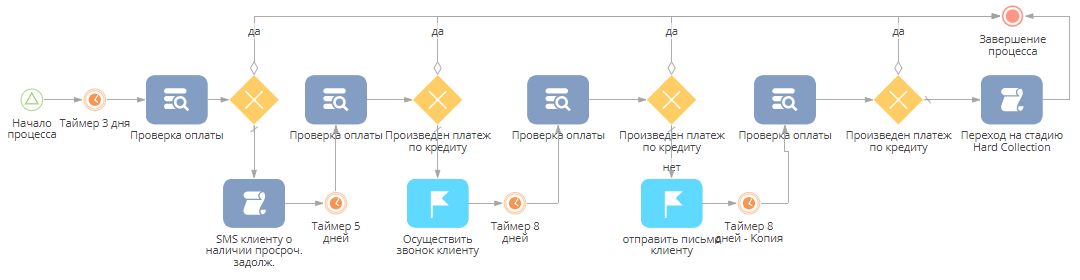 да
да
да
да
Завершение
процесса
Начало
процесса
Таймер 3 дня
Проверка оплаты
Проверка оплаты
Произведен платеж
по кредиту
Проверка оплаты
Произведен платеж
по кредиту
нет
Проверка оплаты
Произведен платеж
по кредиту
Переход на стадию
Hard Collection
SMS клиенту о
наличии просроч.
задолж.
Таймер 5
дней
Осуществить
звонок клиенту
Таймер 8
дней
отправить письмо
клиенту
Таймер 8
дней - Копия